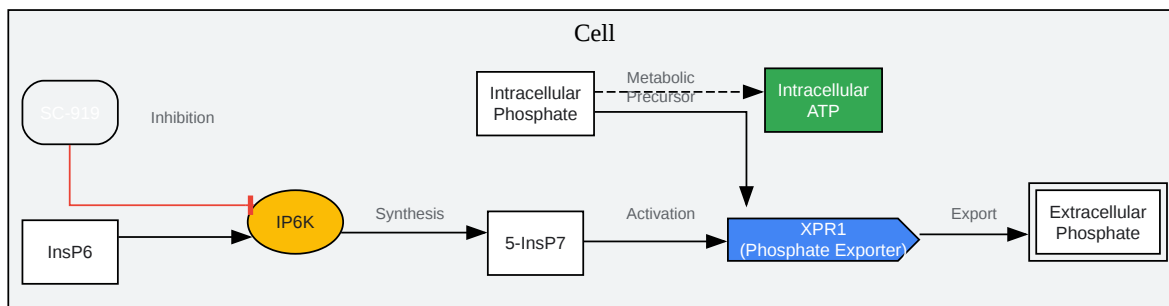 Cell
SC-919
Inhibition
Intracellular
Phosphate
Metabolic
Precursor
Intracellular
ATP
InsP6
IP6K
Synthesis
5-InsP7
Activation
XPR1
(Phosphate Exporter)
Export
Extracellular
Phosphate